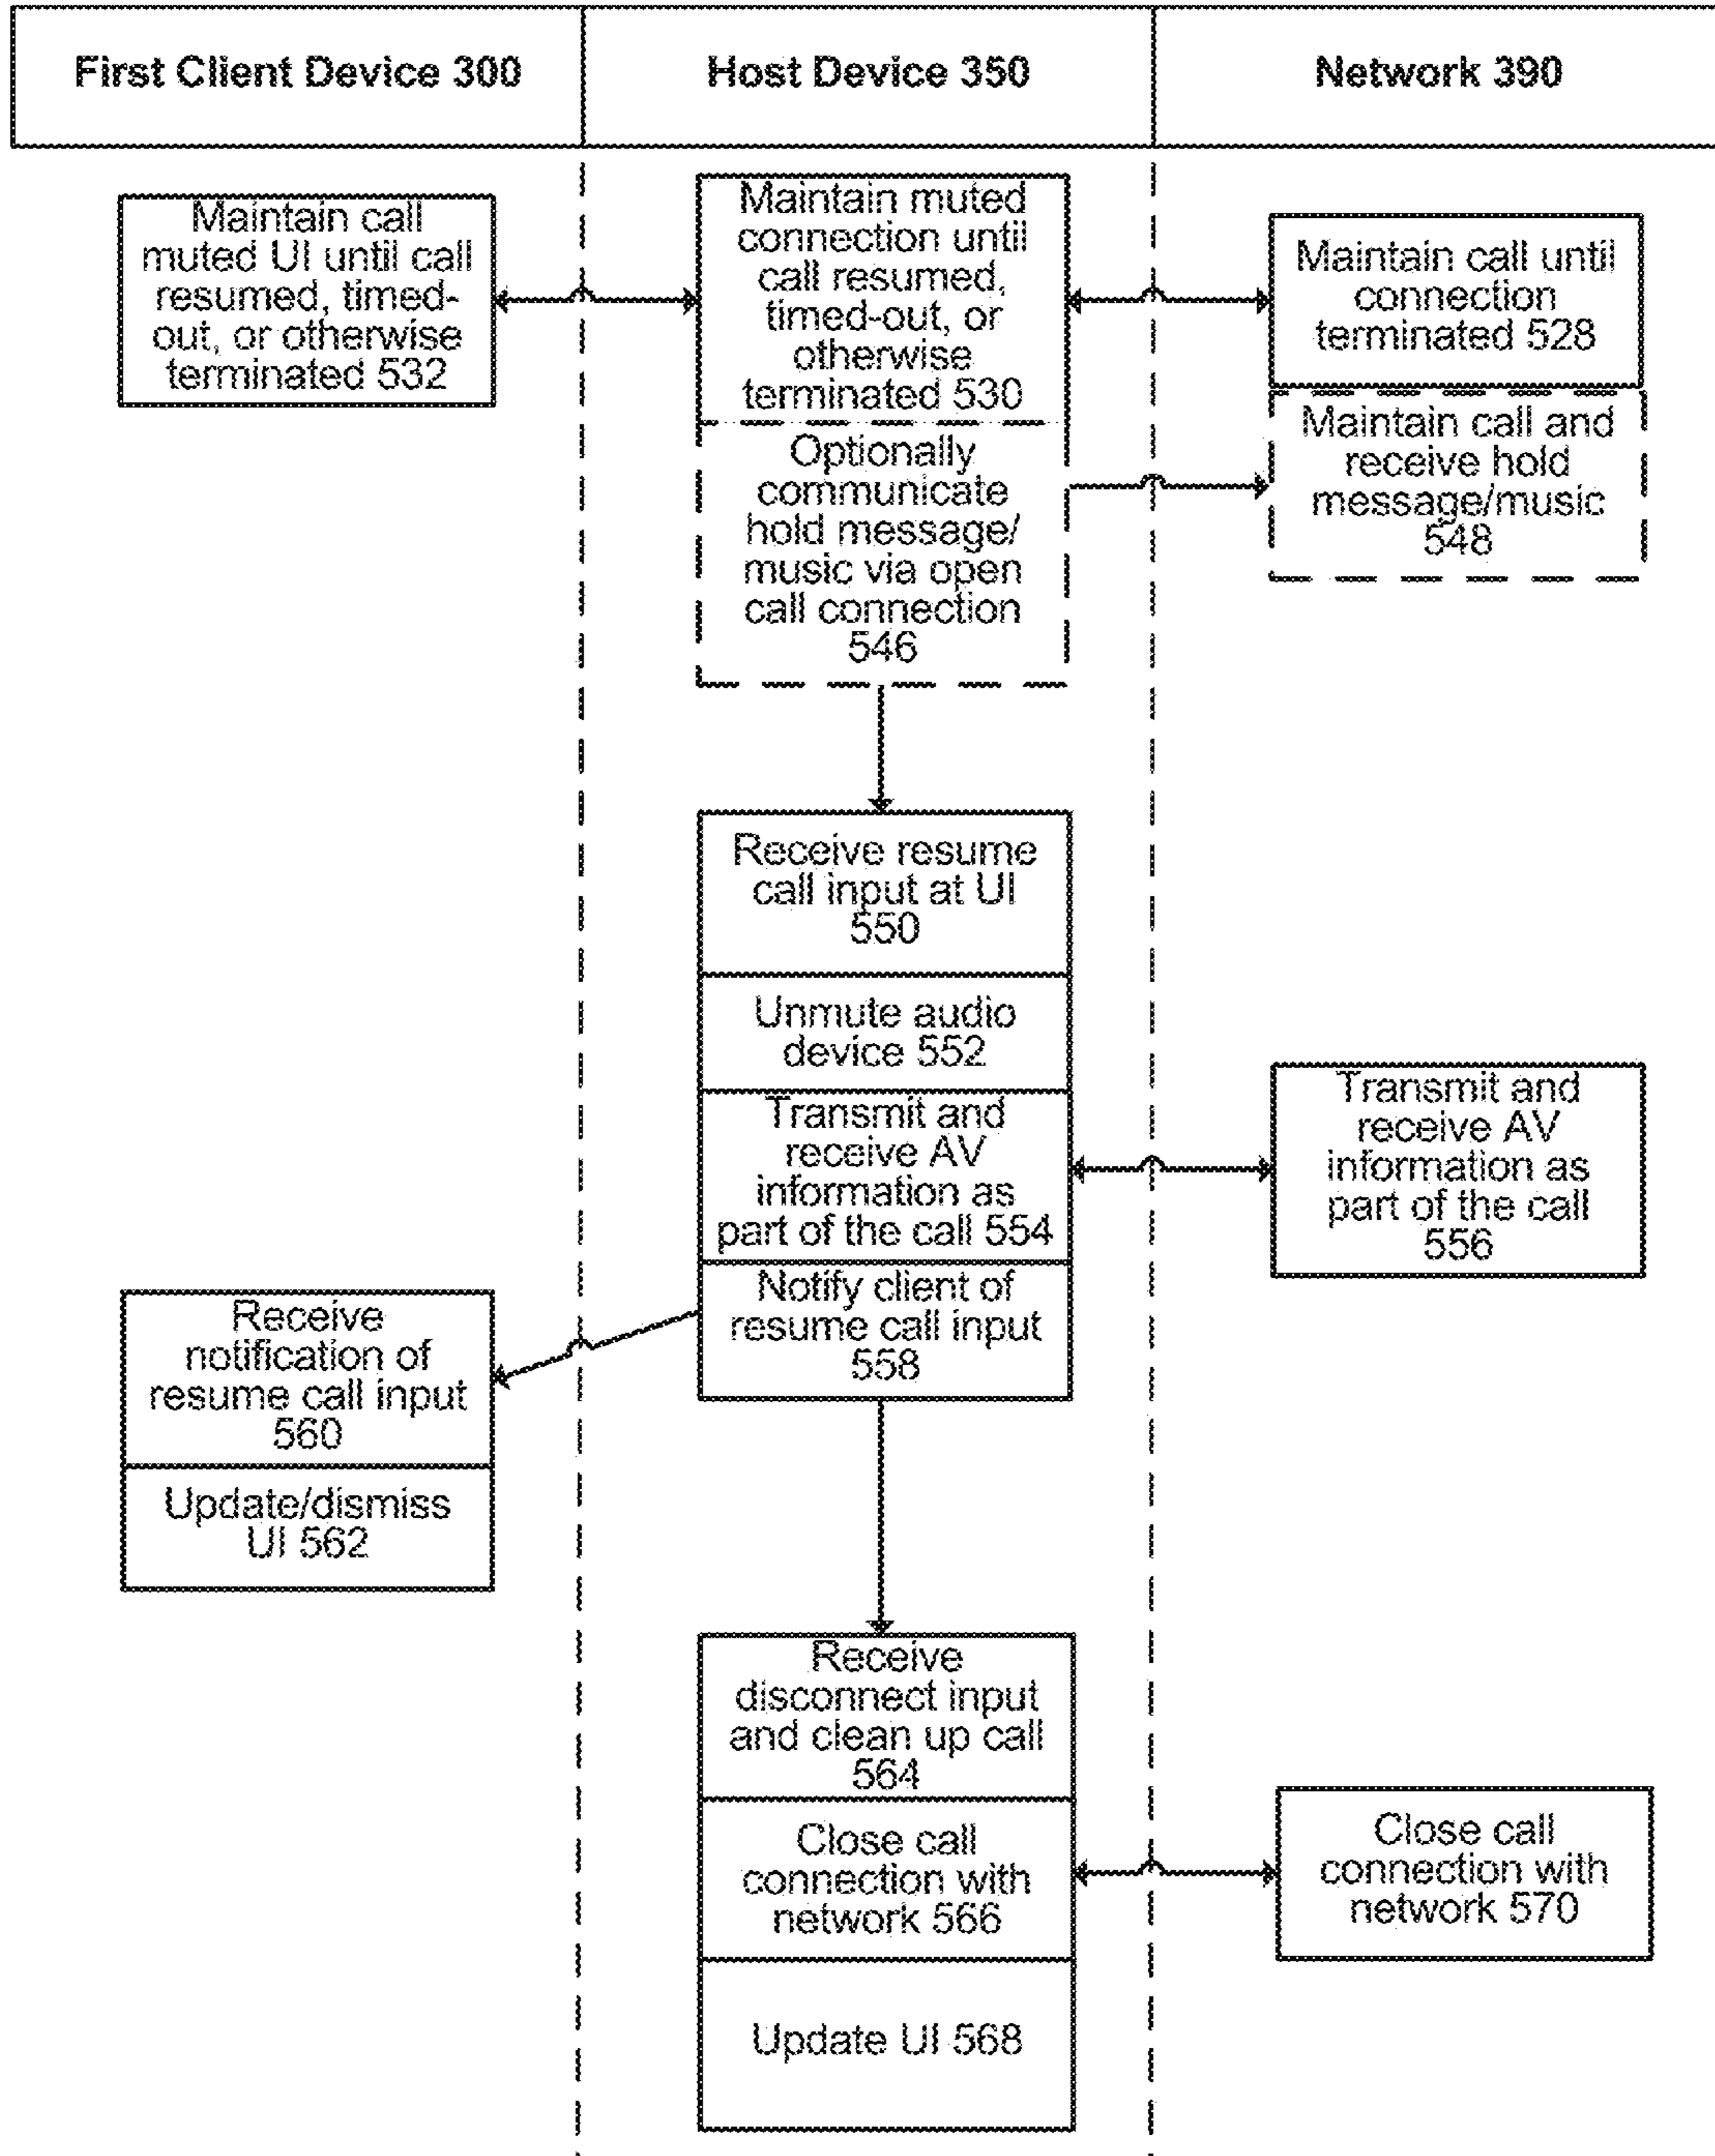 First Client Device 300
Host Device 350
Network 390
Maintain call
muted UI until call
resumed, timed-
out, or otherwise
terminated 532
Maintain muted
connection until
call resumed,
timed-out, or
otherwise
terminated 530
Maintain call until
connection
terminated 528
Optionally
communicate
hold message/
music via open
call connection
546
Maintain call and
receive hold
message/music
548
Receive resume
call input at UI
550
Unmute audio
device 552
Transmit and
receive AV
information as
part of the call 554
Transmit and
receive AV
information as
part of the call
556
Notify client of
resume call input
558
Receive
notification of
resume call input
560
Update/dismiss
UI 562
Receive
disconnect input
and clean up call
564
Close call
connection with
network 566
Close call
connection with
network 570
Update UI 568